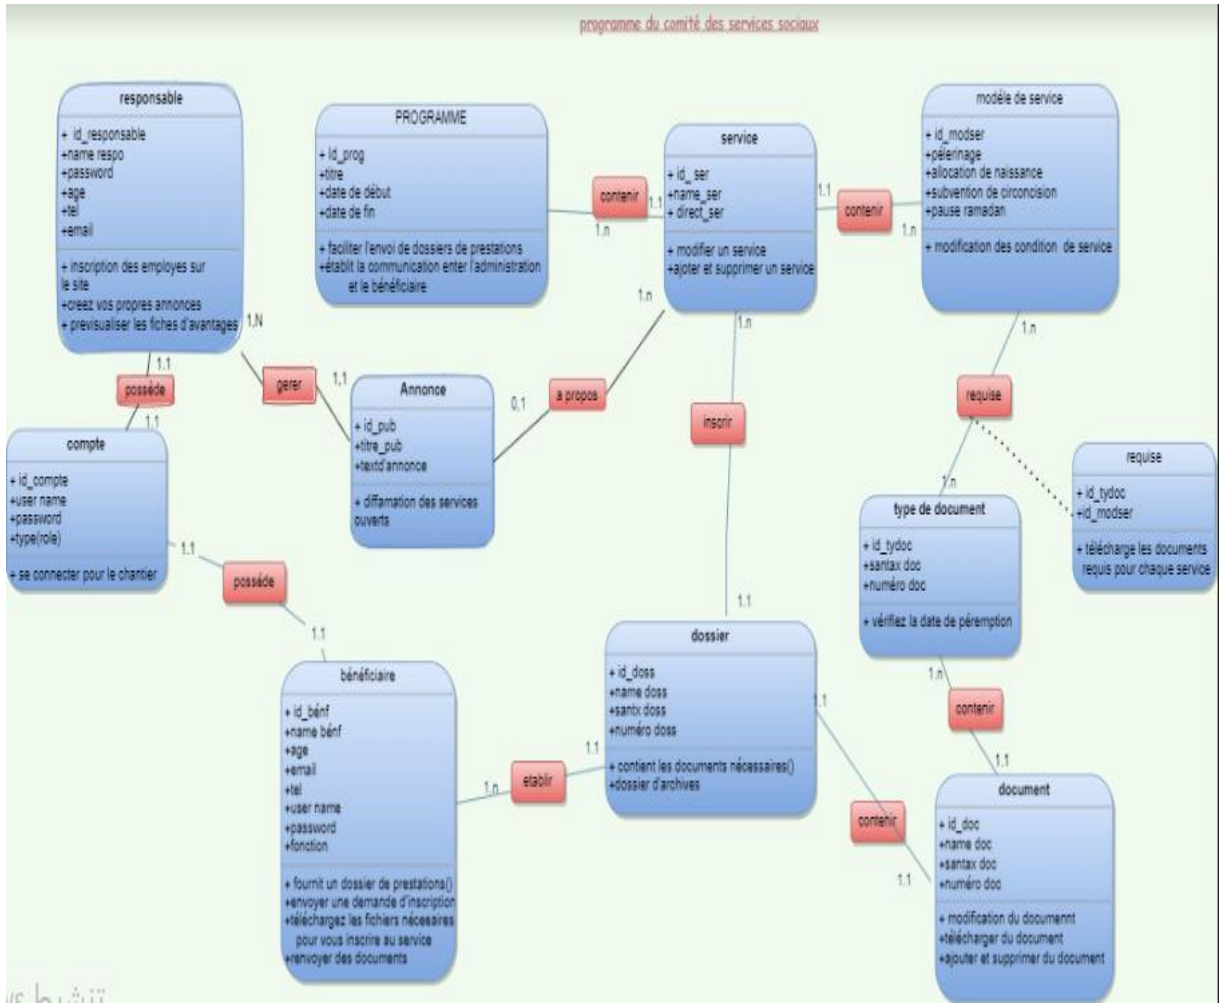 programme du comité des services sociaux
responsable
+ id_responsable
+name respo
+password
+age
+tel
+email
+ inscription des employes sur
le site
+creez vos propres annonces
+ previsualiser les fiches d'avantages
PROGRAMME
+ Id_prog
+titre
+date de début
+date de fin
+ faciliter l'envoi de dossiers de prestations
+établit la communication enter l'administration
et le bénéficiaire
contenir
1.n
1.1
service
+ id_ ser
+name_ser
+ direct_ser
+ modifier un service
+ajoter et supprimer un service
1.1
contenir
1.n
modéle de service
+ id_modser
+pélerinage
+allocation de naissance
+subvention de circoncision
+pause ramadan
+ modification des condition de service
1,N
gerer
1,1
1.1
posséde
1.1
Annonce
+ id_pub
+titre_pub
+textd'annonce
+ diffamation des services
ouverts
0,1
a propos
1.n
1.n
inscrir
1.1
1.n
requise
1.n
requise
+ id_tydoc
+id_modser
+ télécharge les documents
requis pour chaque service
compte
+ id_compte
+user name
+password
+type(role)
+ se connecter pour le chantier
1.1
posséde
1.1
type de document
+ id_tydoc
+santax doc
+numéro doc
+ vérifiez la date de péremption
1.n
contenir
1.1
bénéficiaire
+ id_bénf
+name bénf
+age
+email
+tel
+user name
+password
+fonction
+ fournit un dossier de prestations()
+envoyer une demande d'inscription
+téléchargez les fichiers nécesaires
pour vous inscrire au service
+renvoyer des documents
1.n
etablir
1.1
dossier
+ id_doss
+name doss
+santx doss
+numéro doss
+ contient les documents nécessaires()
+dossier d'archives
1.1
contenir
1.1
document
+ id_doc
+name doc
+santax doc
+numéro doc
+ modification du documennt
+télécharger du document
+ajouter et supprimer du document